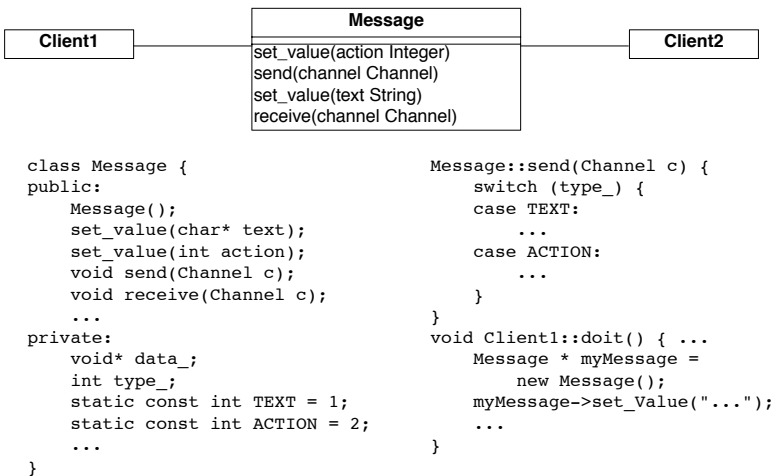 Message
Client1
Client2
set_value(action Integer)
send(channel Channel)
set_value(text String)
receive(channel Channel)
class Message {
public:
    Message();
    set_value(char* text);
    set_value(int action);
    void send(Channel c);
    void receive(Channel c);
    ...
private:
    void* data_;
    int type_;
    static const int TEXT = 1;
    static const int ACTION = 2;
    ...
}
Message::send(Channel c) {
    switch (type_) {
    case TEXT:
        ...
    case ACTION:
        ...
    }
}
void Client1::doit() { ...
    Message * myMessage =
        new Message();
    myMessage->set_Value("...");
    ...
}